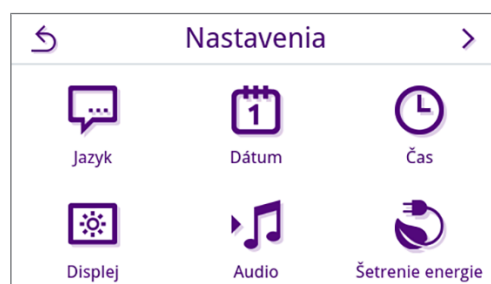 Nastavenia
...
Jazyk
1
Dátum
Čas
Displej
Audio
Šetrenie energie